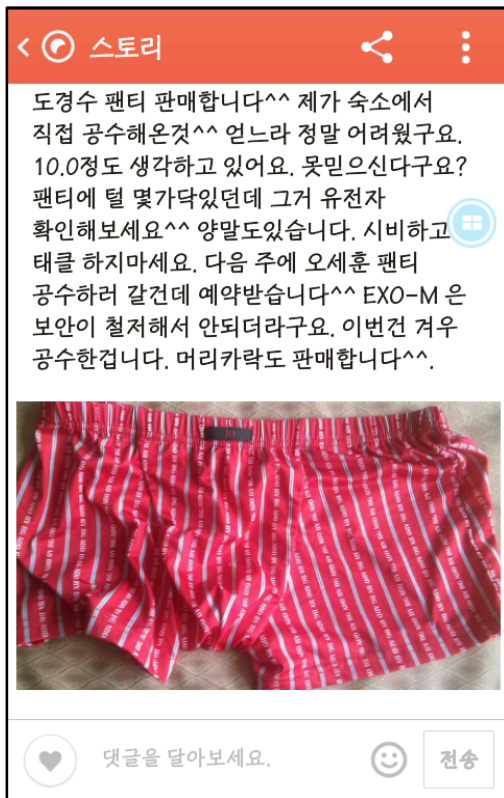 스토리
도경수 팬티 판매합니다^^ 제가 숙소에서
직접 공수해온것^^ 얻느라 정말 어려웠구요.
10.0정도 생각하고 있어요. 못믿으신다구요?
팬티에 털 몇가닥있던데 그거 유전자
확인해보세요^^ 양말도있습니다. 시비하고
태클 하지마세요. 다음 주에 오세훈 팬티
공수하러 갈건데 예약받습니다^^ EXO-M 은
보안이 철저해서 안되더라구요. 이번건 겨우
공수한겁니다. 머리카락도 판매합니다^^.
댓글을 달아보세요.
전송